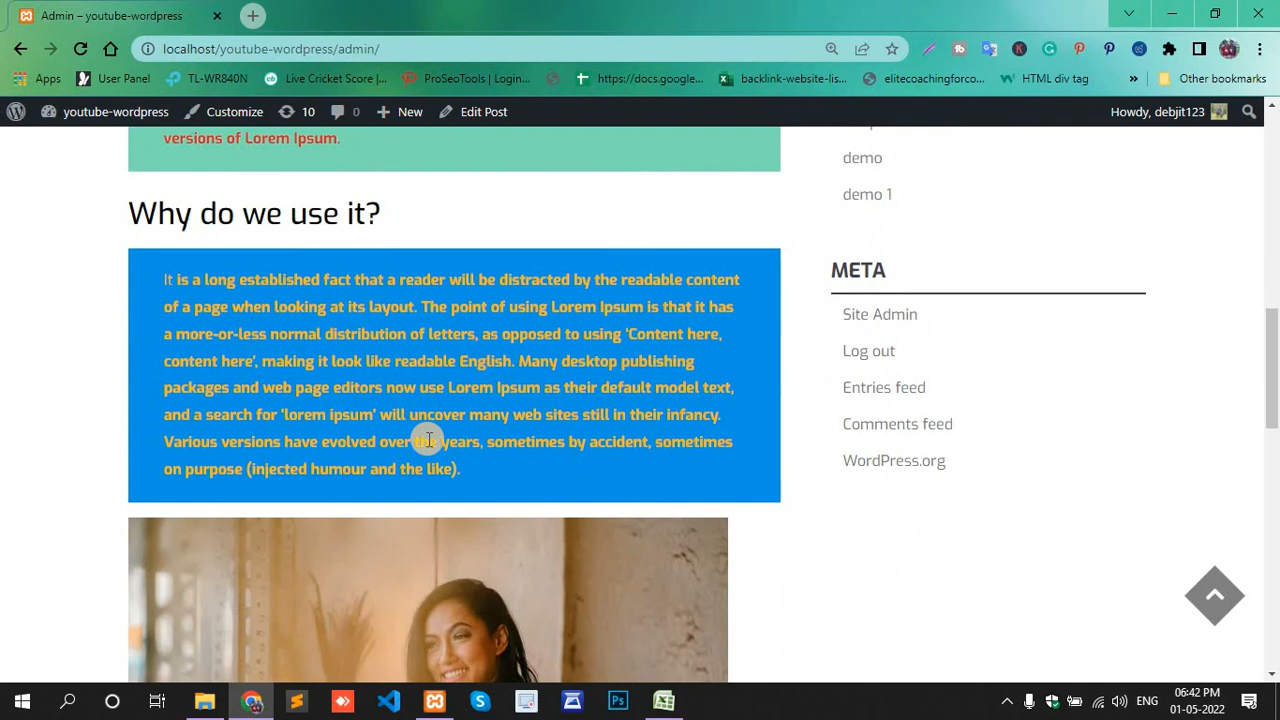 Admin – youtube-wordpress
localhost/youtube-wordpress/admin/
Apps
User Panel
TL-WR840N
Live Cricket Score |...
ProSeoTools | Login...
https://docs.google...
backlink-website-lis...
elitecoachingforco...
HTML div tag
»
Other bookmarks
youtube-wordpress
Customize
10
0
New
Edit Post
Howdy, debjit123
versions of Lorem Ipsum.
demo
demo 1
Why do we use it?
It is a long established fact that a reader will be distracted by the readable content
of a page when looking at its layout. The point of using Lorem Ipsum is that it has
a more-or-less normal distribution of letters, as opposed to using ‘Content here,
content here’, making it look like readable English. Many desktop publishing
packages and web page editors now use Lorem Ipsum as their default model text,
and a search for ‘lorem ipsum’ will uncover many web sites still in their infancy.
Various versions have evolved over the years, sometimes by accident, sometimes
on purpose (injected humour and the like).
META
Site Admin
Log out
Entries feed
Comments feed
WordPress.org
ENG
06:42 PM
01-05-2022